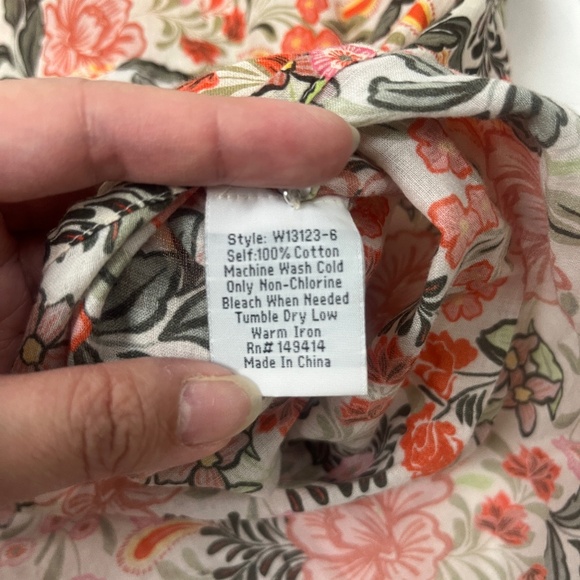 Style: W13123-6
Self:100% Cotton
Machine Wash Cold
Only Non-Chlorine
Bleach When Needed
Tumble Dry Low
Warm Iron
Rn# 149414
Made In China